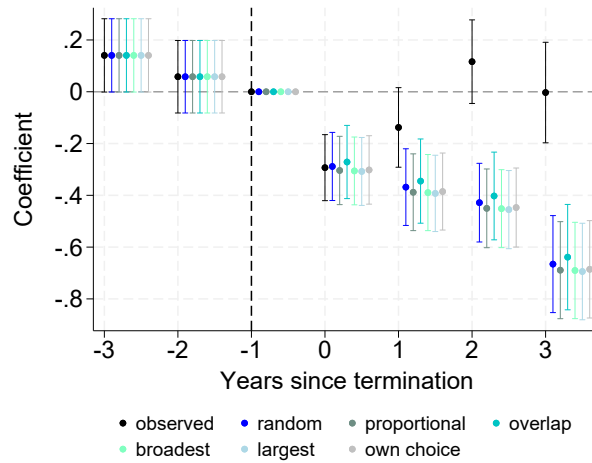 .2
0
-.2
-.4
-.6
-.8
Coefficient
-3 -2 -1 0 1 2 3
Years since termination
observed random proportional overlap
broadest largest own choice